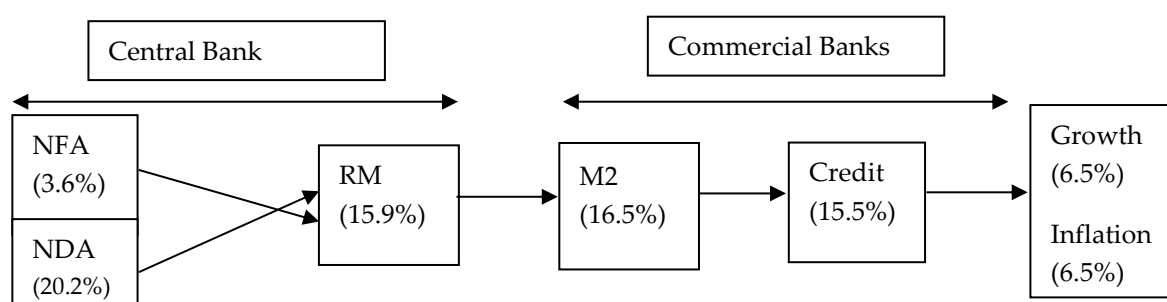 Central Bank
Commercial Banks
NFA
(3.6%)
NDA
(20.2%)
RM
(15.9%)
M2
(16.5%)
Credit
(15.5%)
Growth
(6.5%)
Inflation
(6.5%)